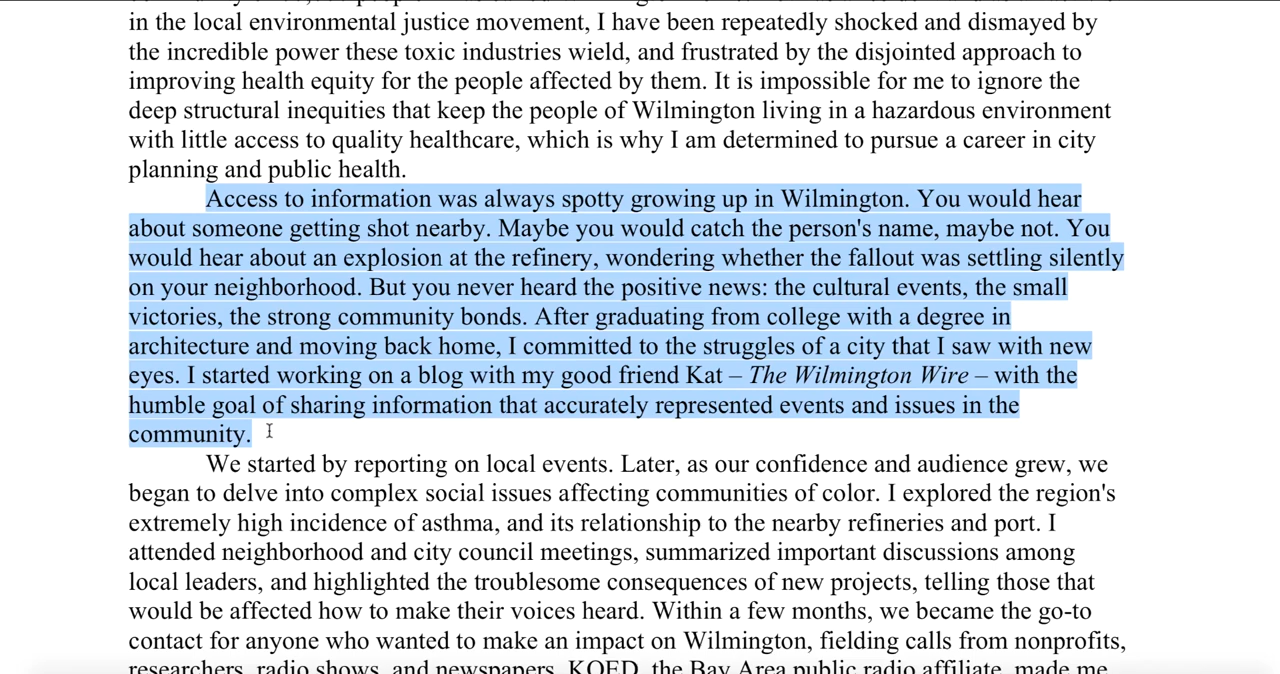 in the local environmental justice movement, I have been repeatedly shocked and dismayed by
the incredible power these toxic industries wield, and frustrated by the disjointed approach to
improving health equity for the people affected by them. It is impossible for me to ignore the
deep structural inequities that keep the people of Wilmington living in a hazardous environment
with little access to quality healthcare, which is why I am determined to pursue a career in city
planning and public health.
Access to information was always spotty growing up in Wilmington. You would hear
about someone getting shot nearby. Maybe you would catch the person's name, maybe not. You
would hear about an explosion at the refinery, wondering whether the fallout was settling silently
on your neighborhood. But you never heard the positive news: the cultural events, the small
victories, the strong community bonds. After graduating from college with a degree in
architecture and moving back home, I committed to the struggles of a city that I saw with new
eyes. I started working on a blog with my good friend Kat – The Wilmington Wire – with the
humble goal of sharing information that accurately represented events and issues in the
community.
We started by reporting on local events. Later, as our confidence and audience grew, we
began to delve into complex social issues affecting communities of color. I explored the region's
extremely high incidence of asthma, and its relationship to the nearby refineries and port. I
attended neighborhood and city council meetings, summarized important discussions among
local leaders, and highlighted the troublesome consequences of new projects, telling those that
would be affected how to make their voices heard. Within a few months, we became the go-to
contact for anyone who wanted to make an impact on Wilmington, fielding calls from nonprofits,
researchers, radio shows, and newspapers. KQED, the Bay Area public radio affiliate, made me